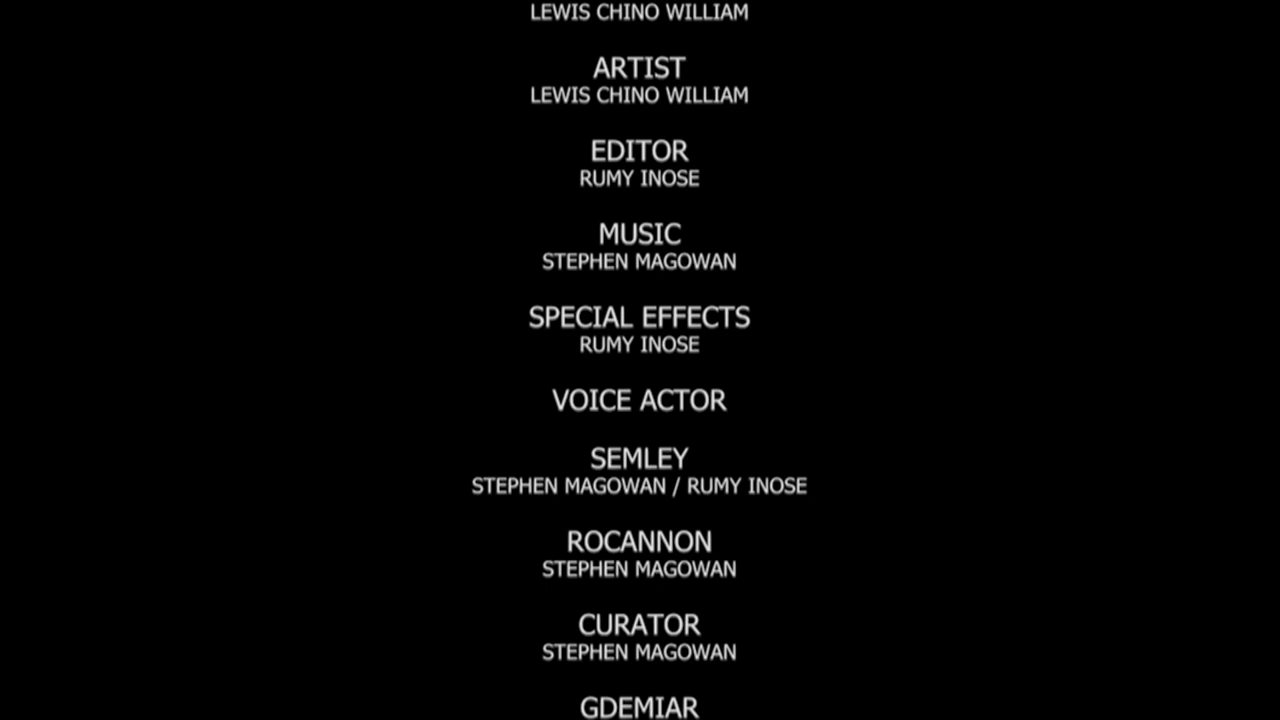 LEWIS CHINO WILLIAM
ARTIST
LEWIS CHINO WILLIAM
EDITOR
RUMY INOSE
MUSIC
STEPHEN MAGOWAN
SPECIAL EFFECTS
RUMY INOSE
VOICE ACTOR
SEMLEY
STEPHEN MAGOWAN / RUMY INOSE
ROCANNON
STEPHEN MAGOWAN
CURATOR
STEPHEN MAGOWAN
GDEMIAR